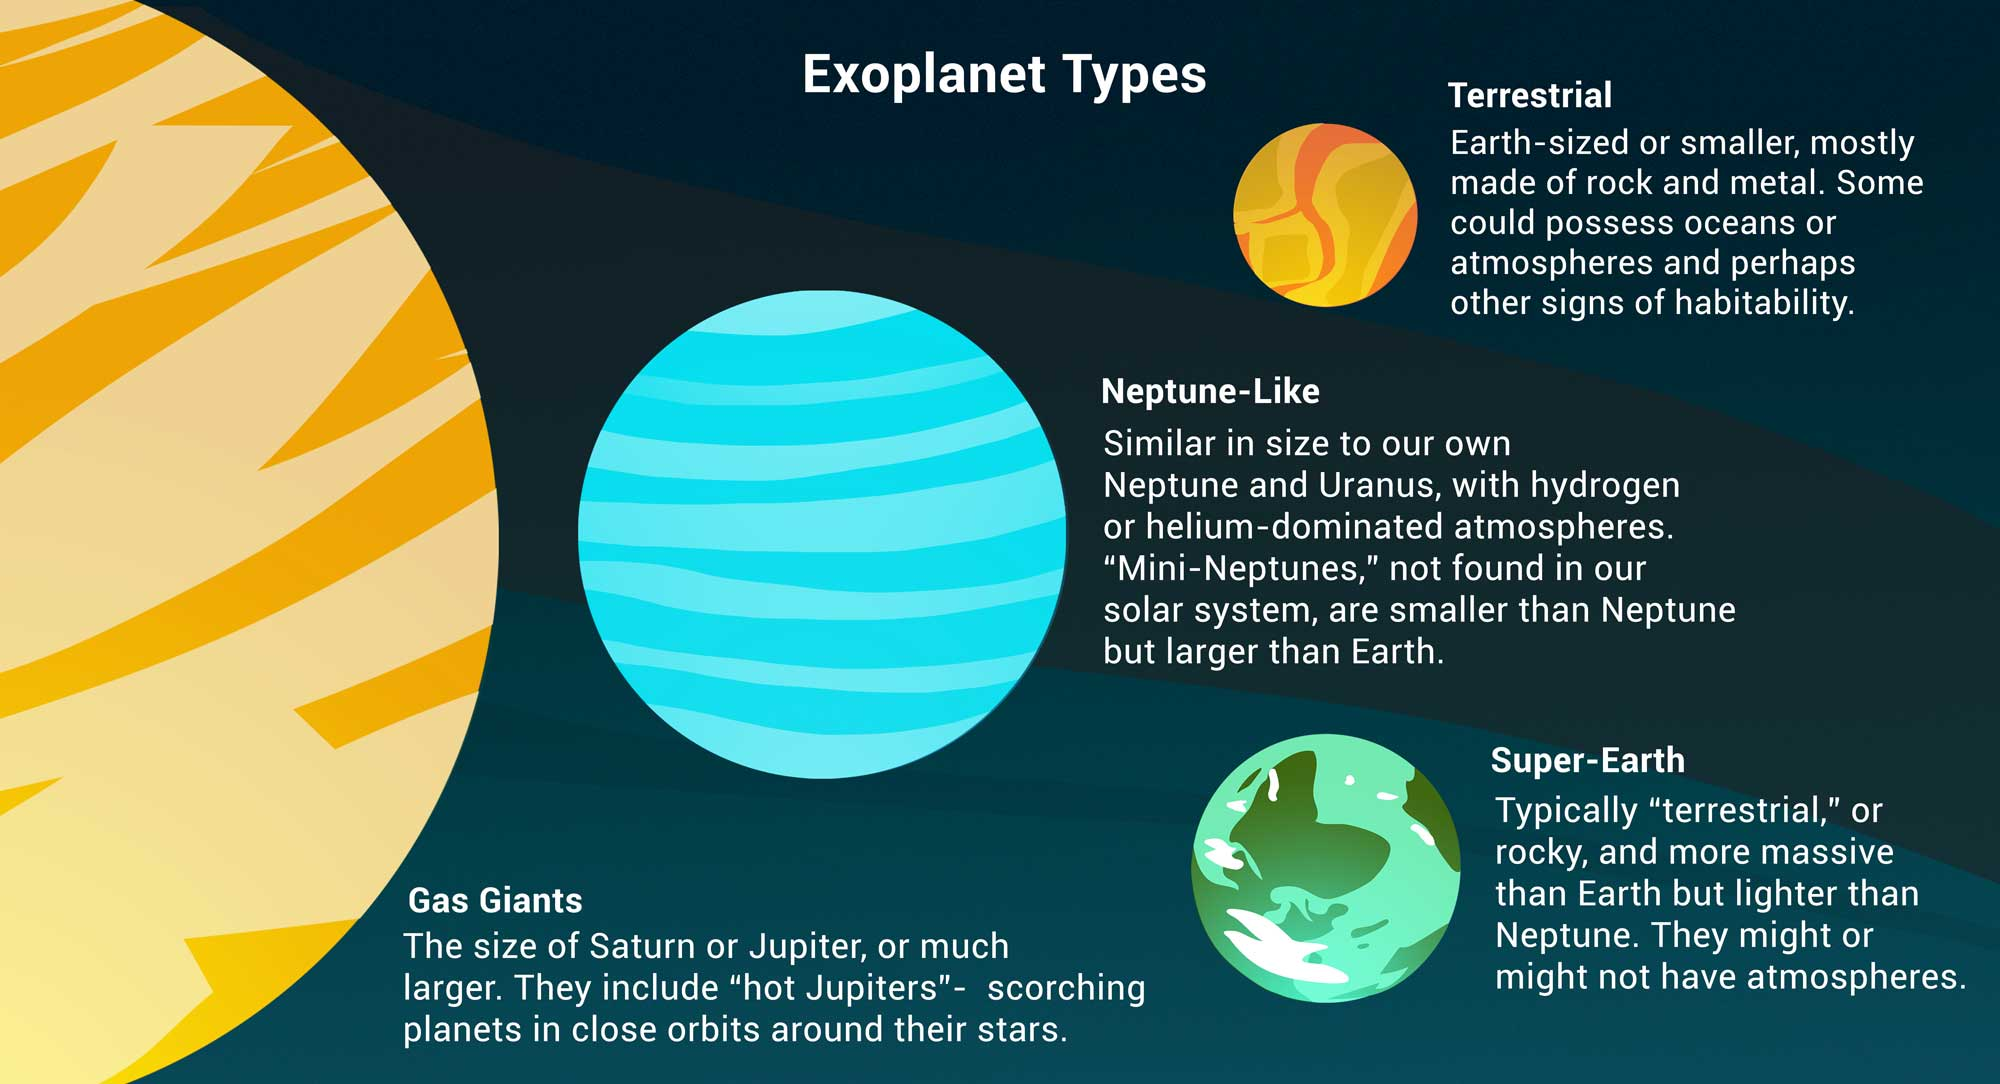 Exoplanet Types
Terrestrial
Earth-sized or smaller, mostly
made of rock and metal. Some
could possess oceans or
atmospheres and perhaps
other signs of habitability.
Neptune-Like
Similar in size to our own
Neptune and Uranus, with hydrogen
or helium-dominated atmospheres.
“Mini-Neptunes,” not found in our
solar system, are smaller than Neptune
but larger than Earth.
Super-Earth
Typically “terrestrial,” or
rocky, and more massive
than Earth but lighter than
Neptune. They might or
might not have atmospheres.
Gas Giants
The size of Saturn or Jupiter, or much
larger. They include “hot Jupiters”-  scorching
planets in close orbits around their stars.